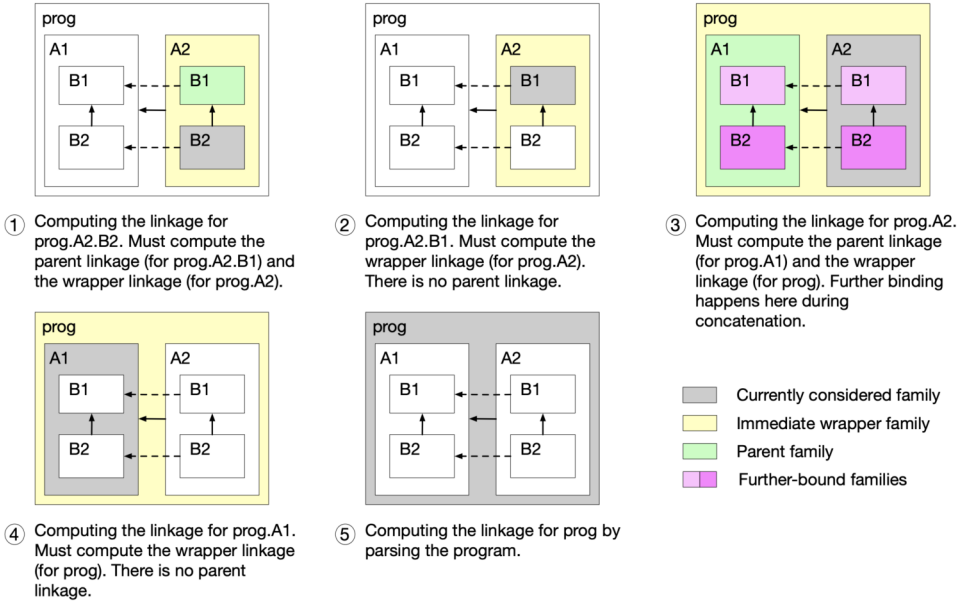 prog
A1
A2
B1
B1
B2
B2
① Computing the linkage for
prog.A2.B2. Must compute the
parent linkage (for prog.A2.B1) and
the wrapper linkage (for prog.A2).
prog
A1
A2
B1
B1
B2
B2
② Computing the linkage for
prog.A2.B1. Must compute the
wrapper linkage (for prog.A2).
There is no parent linkage.
prog
A1
A2
B1
B1
B2
B2
③ Computing the linkage for prog.A2.
Must compute the parent linkage
(for prog.A1) and the wrapper
linkage (for prog). Further binding
happens here during
concatenation.
prog
A1
A2
B1
B1
B2
B2
④ Computing the linkage for prog.A1.
Must compute the wrapper linkage
(for prog). There is no parent
linkage.
prog
A1
A2
B1
B1
B2
B2
⑤ Computing the linkage for prog by
parsing the program.
Currently considered family
Immediate wrapper family
Parent family
Further-bound families